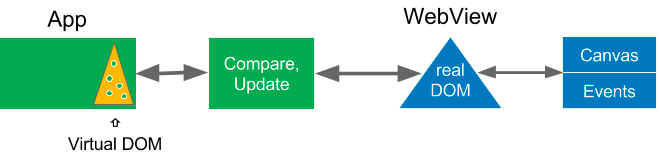 App
WebView
Compare,
Update
real
DOM
Canvas
Events
Virtual DOM